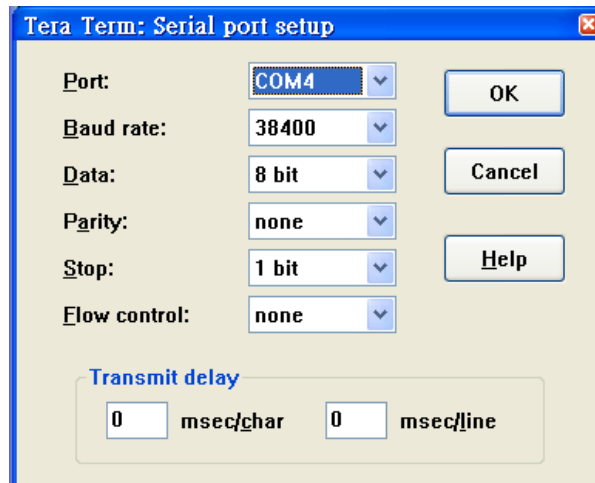 Tera Term: Serial port setup
Port: COM4 OK
Baud rate: 38400
Data: 8 bit Cancel
Parity: none
Stop: 1 bit Help
Flow control: none
Transmit delay
0 msec/char 0 msec/line